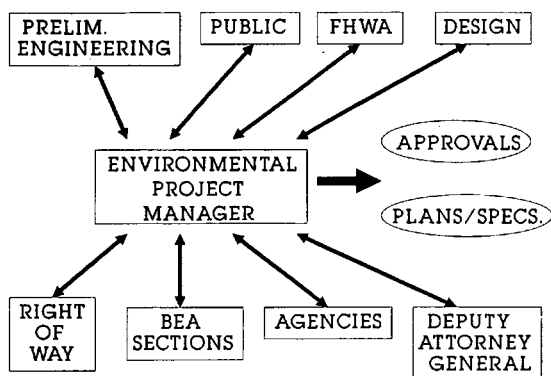 PRELIM.
ENGINEERING
PUBLIC
FHWA
DESIGN
ENVIRONMENTAL
PROJECT
MANAGER
APPROVALS
PLANS/SPECS.
RIGHT
OF
WAY
BEA
SECTIONS
AGENCIES
DEPUTY
ATTORNEY
GENERAL